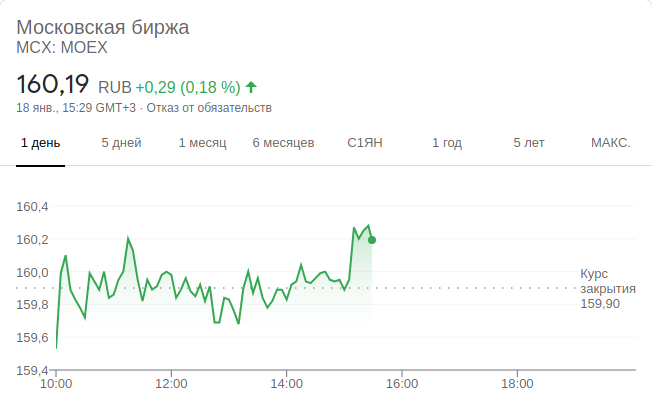 Московская биржа
MCX: MOEX
160,19 RUB +0,29 (0,18 %)
18 янв., 15:29 GMT+3 · Отказ от обязательств
1 день 5 дней 1 месяц 6 месяцев С1ЯН 1 год 5 лет МАКС.
160,4
160,2
160,0
159,8
159,6
159,4
Курс
закрытия
159,90
10:00 12:00 14:00 16:00 18:00